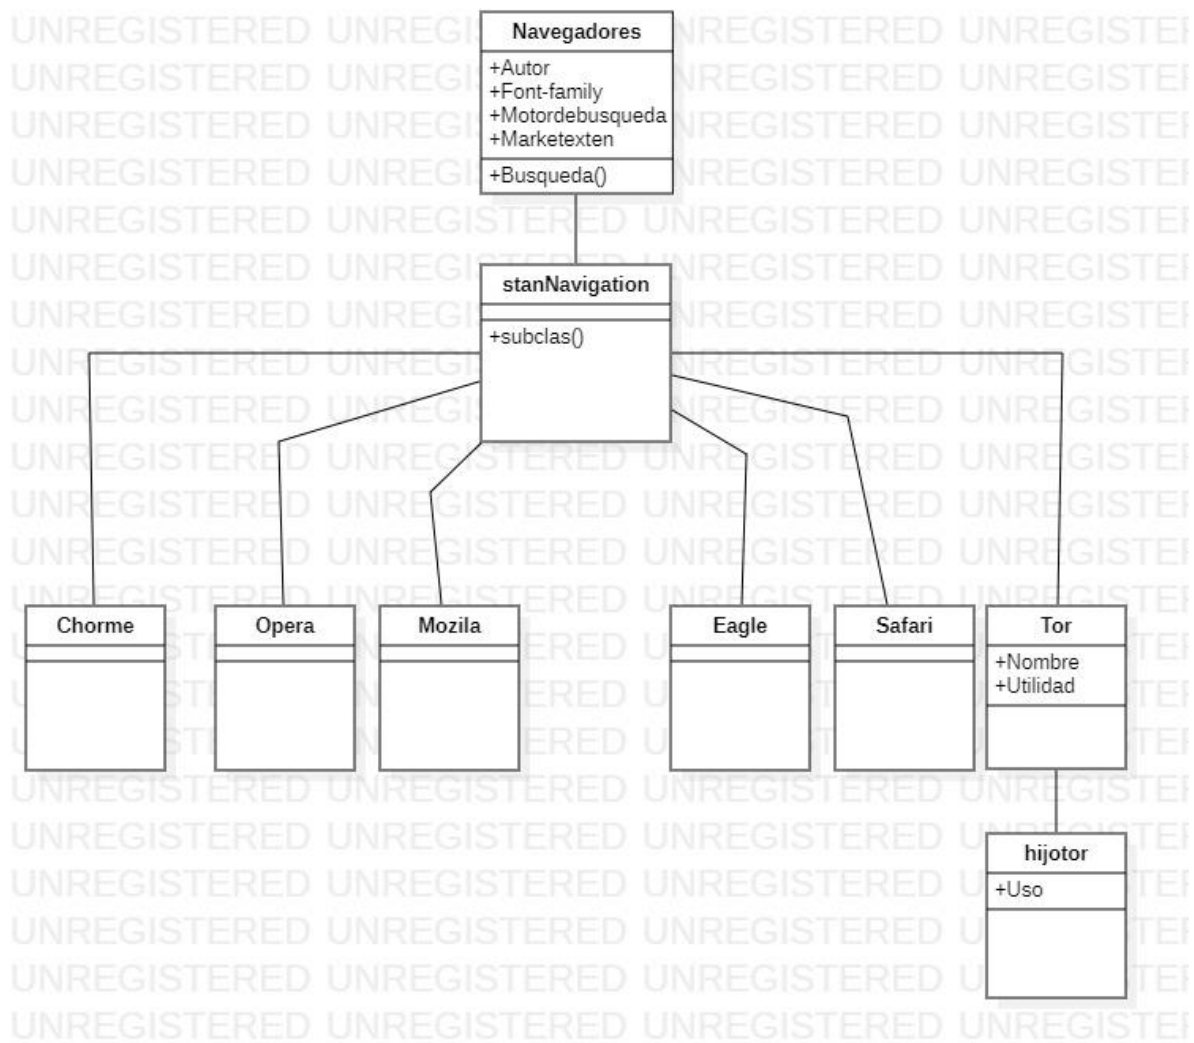 Navegadores
+Autor
+Font-family
+Motordebusqueda
+Marketexten
+Busqueda()
stanNavigation
+subclas()
Chorme
Opera
Mozila
Eagle
Safari
Tor
+Nombre
+Utilidad
hijotor
+Uso
UNREGISTERED